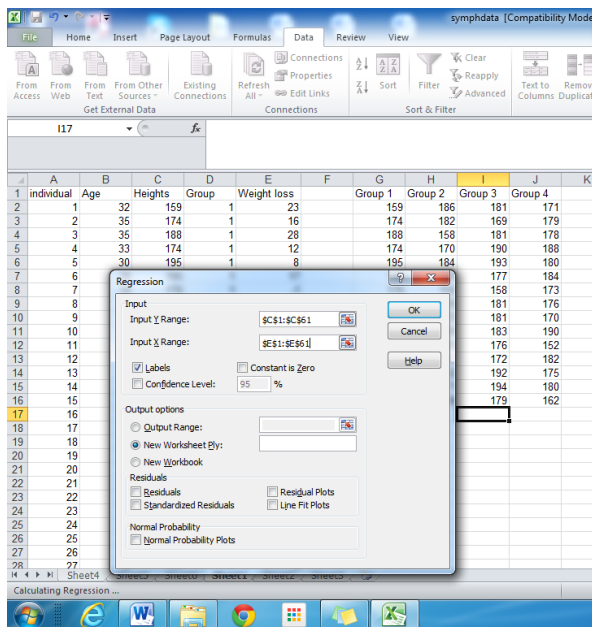 symphdata [Compatibility Mode
File Home Insert Page Layout Formulas Data Review View
From Access From Web From Text From Other Sources Existing Connections
Get External Data
Refresh All Connections Properties Edit Links
Connections
Sort Filter Clear Reapply Advanced
Sort & Filter
Text to Columns
I17 fx
A B C D E F G H I J K
1 individual Age Heights Group Weight loss Group 1 Group 2 Group 3 Group 4
2 1 32 159 1 23 159 186 181 171
3 2 35 174 1 16 174 182 169 179
4 3 35 188 1 28 188 158 181 178
5 4 33 174 1 12 174 170 190 188
6 5 30 195 1 8 195 184 193 180
7 6 177 184
8 7 158 173
9 8 181 176
10 9 181 170
11 10 183 190
12 11 176 152
13 12 172 182
14 13 192 175
15 14 194 180
16 15 179 162
17 16
18 17
19 18
20 19
21 20
22 21
23 22
24 23
25 24
26 25
27 26
28 27
Regression
Input
Input Y Range: $C$1:$C$61
Input X Range: $E$1:$E$61
Labels Constant is Zero
Confidence Level: 95 %
OK
Cancel
Help
Output options
Output Range:
New Worksheet Ply:
New Workbook
Residuals
Residuals Residual Plots
Standardized Residuals Line Fit Plots
Normal Probability
Normal Probability Plots
Sheet4
Calculating Regression ...